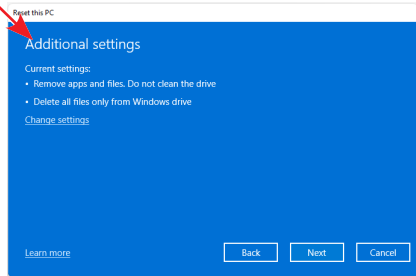 Reset this PC
Additional settings
Current settings:
• Remove apps and files. Do not clean the drive
• Delete all files only from Windows drive
Change settings
Learn more Back Next Cancel